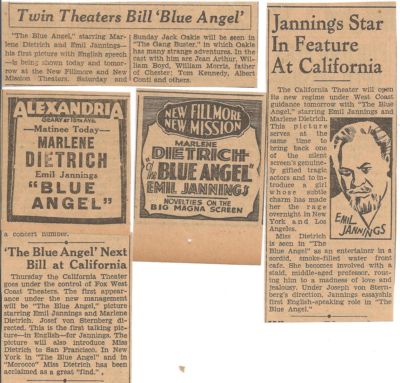 Twin Theaters Bill 'Blue Angel'
"The Blue Angel," starring Mar-
lene Dietrich and Emil Jannings—
his first picture with English speech
—is being shown today and tomor-
row at the New Fillmore and New
Mission Theaters. Saturday and
Sunday Jack Oakie will be seen in
"The Gang Buster," in which Oakie
has many strange adventures. In the
cast with him are Jean Arthur, Wil-
liam Boyd, William Morris, father
of Chester; Tom Kennedy, Albert
Conti and others.
ALEXANDRIA
GEARY at 18TH AVE.
—Matinee Today—
MARLENE
DIETRICH
Emil Jannings
"BLUE
ANGEL"
NEW FILLMORE
NEW MISSION
MARLENE
DIETRICH
"The BLUE ANGEL"
EMIL JANNINGS
NOVELTIES ON THE
BIG MAGNA SCREEN
a concert number.
'The Blue Angel' Next
Bill at California
Thursday the California Theater
goes under the control of Fox West
Coast Theaters. The first appear-
ance under the new management
will be "The Blue Angel," picture
starring Emil Jannings and Marlene
Dietrich. Josef von Sternberg di-
rected. This is the first talking pic-
ture—in English—for Jannings. The
picture will also introduce Miss
Dietrich to San Francisco. In New
York in "The Blue Angel" and in
"Morocco" Miss Dietrich has been
acclaimed as a great "find."
Jannings Star
In Feature
At California
The California Theater will open
its new regime under West Coast
guidance tomorrow with "The Blue
Angel," starring Emil Jannings and
Marlene Dietrich.
This picture
serves at the
same time to
bring back one
of the silent
screen's genuine-
ly gifted tragic
actors and to in-
troduce a girl
whose subtle
charm has made
her the rage
overnight in New
York and Los
Angeles.
EMIL
JANNINGS
Miss Dietrich
is seen in "The
Blue Angel" as an entertainer in a
sordid, smoke-filled water front
cafe. She becomes involved with a
staid, middle-aged professor, rous-
ing him to a madness of love and
jealousy. Under Joseph von Stern-
berg's direction, Jannings essays his
first English-speaking role in "The
Blue Angel."